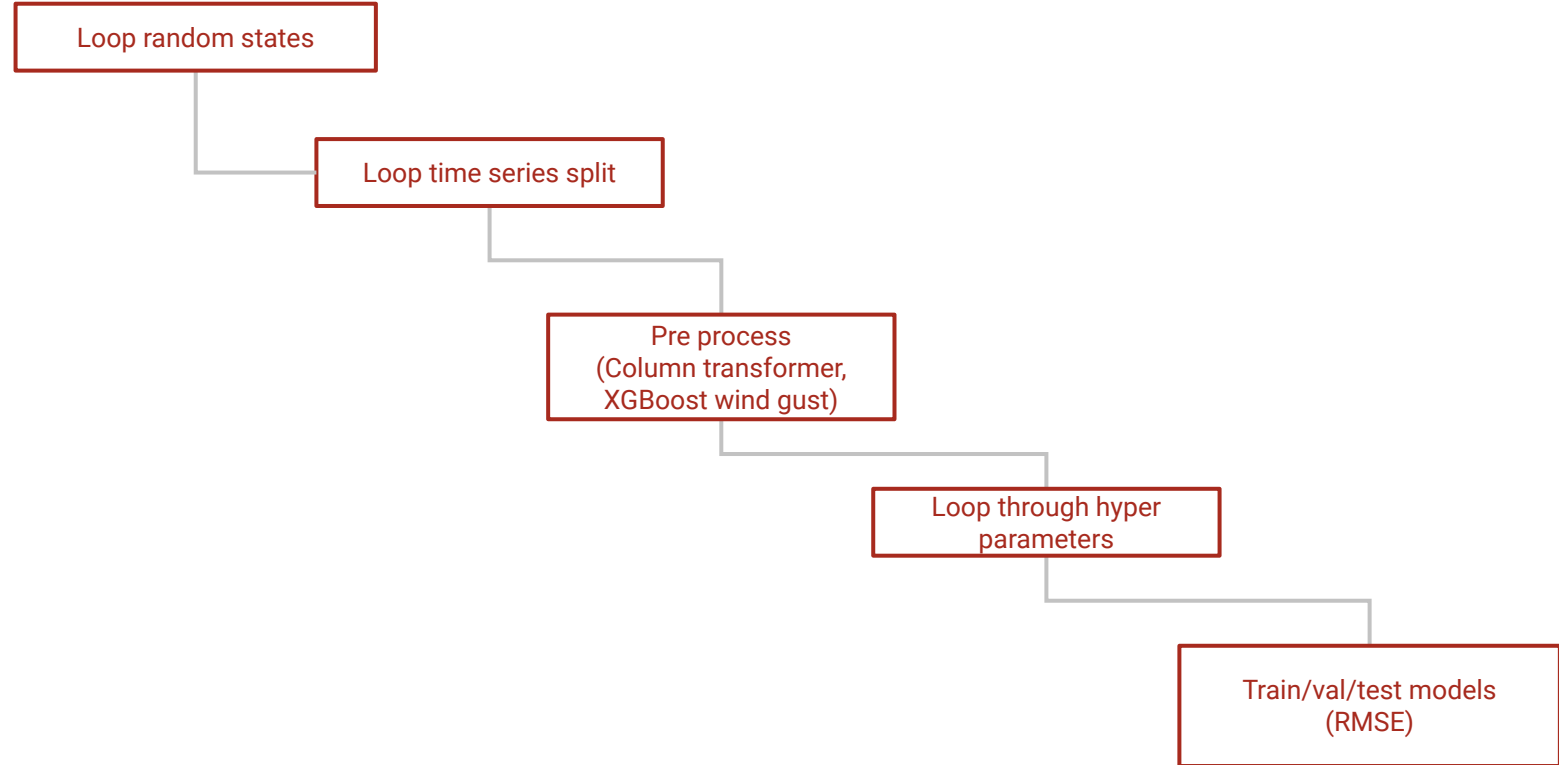 Loop random states
Loop time series split
Pre process
(Column transformer,
XGBoost wind gust)
Loop through hyper
parameters
Train/val/test models
(RMSE)